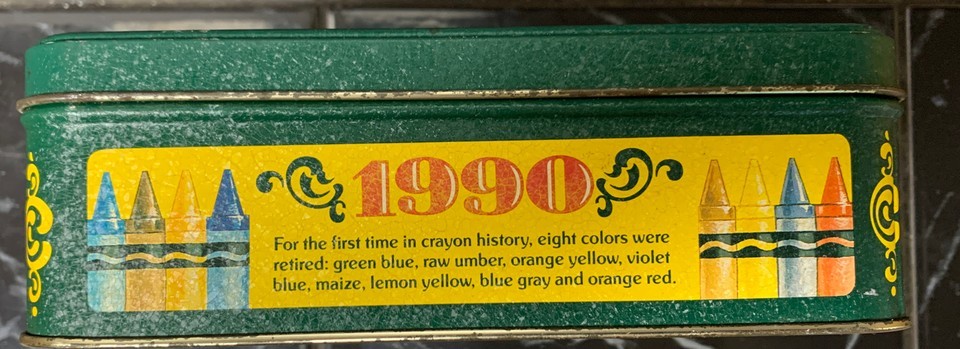 1990
For the first time in crayon history, eight colors were
retired: green blue, raw umber, orange yellow, violet
blue, maize, lemon yellow, blue gray and orange red.